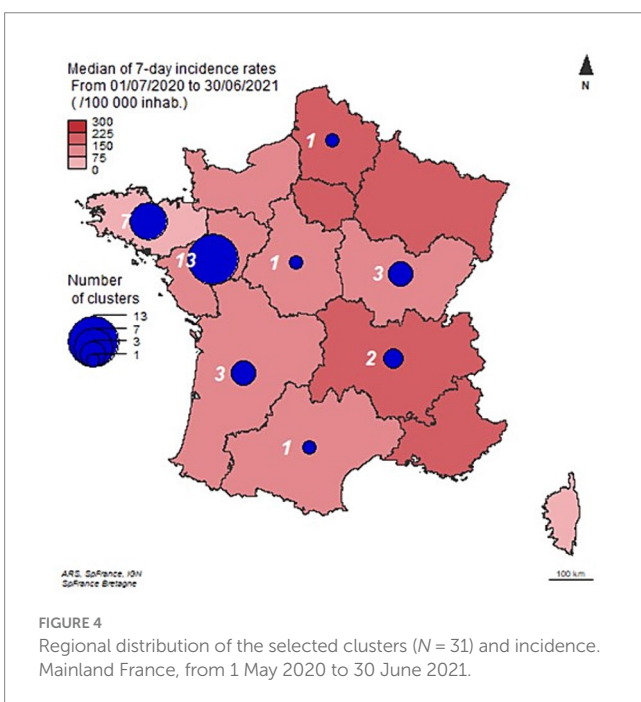 Median of 7-day incidence rates
From 01/07/2020 to 30/06/2021
( /100 000 inhab.)
300
225
150
75
0
N
1
7
13
1
3
Number
of clusters
13
7
3
1
2
3
1
ARS, SpFrance, IGN
SpFrance Bretagne
100 km
FIGURE 4
Regional distribution of the selected clusters (N = 31) and incidence.
Mainland France, from 1 May 2020 to 30 June 2021.